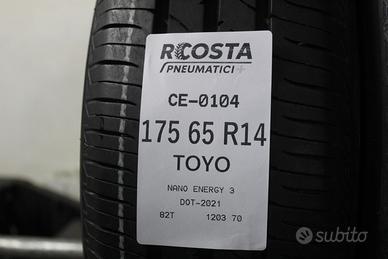 RCOSTA
PNEUMATICI
CE-0104
175 65 R14
TOYO
NANO ENERGY 3
DOT-2021
82T 1203 70
subito